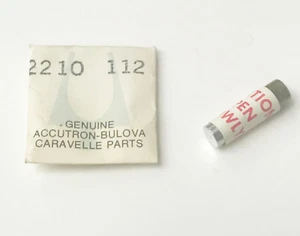 2210 112
GENUINE
ACCUTRON-BULOVA
CARAVELLE PARTS